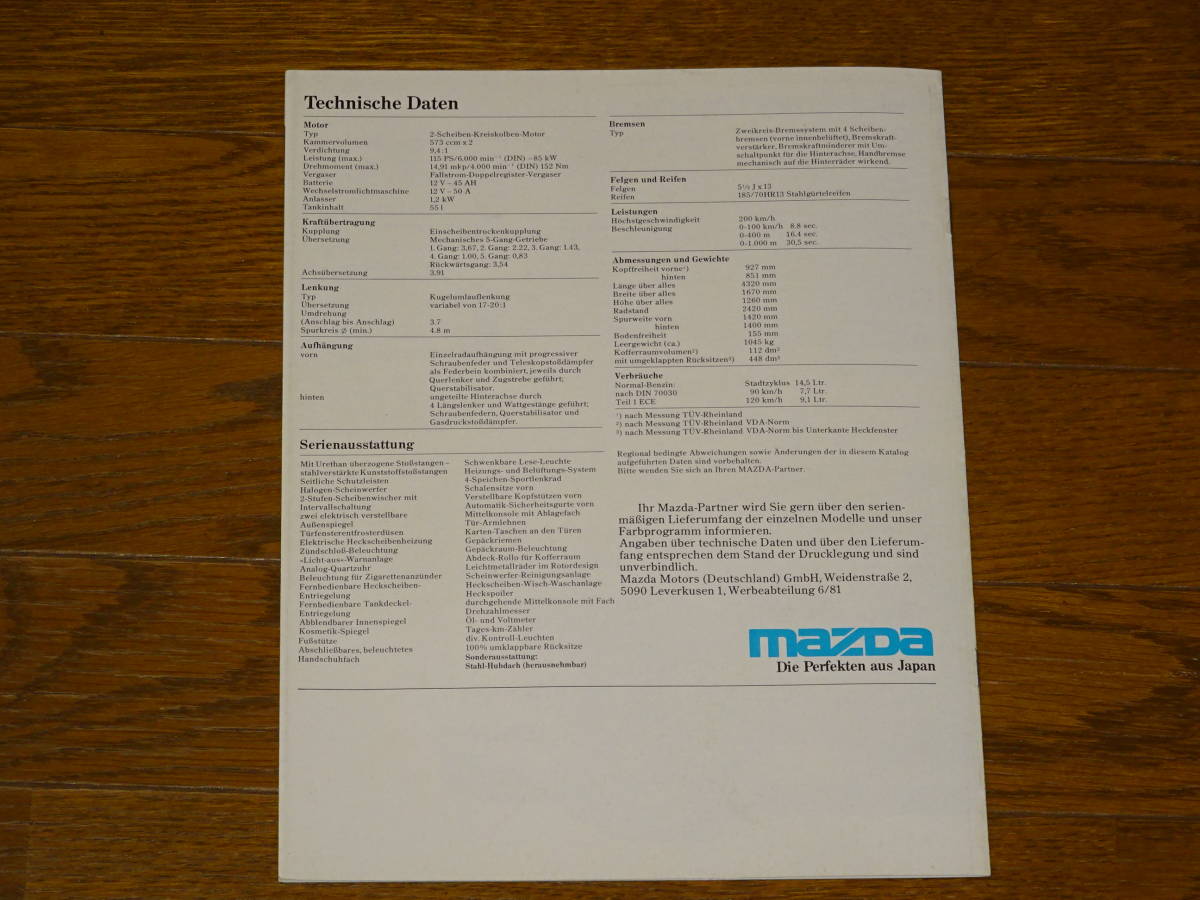 Technische Daten
Motor
Typ 2-Scheiben-Kreiskolben-Motor
Kammervolumen 573 ccm x 2
Verdichtung 9,4:1
Leistung (max.) 115 PS/6.000 min⁻¹ (DIN) =85 kW
Drehmoment (max.) 14,91 mkp/4.000 min⁻¹ (DIN) 152 Nm
Vergaser Fallstrom-Doppelregister-Vergaser
Batterie 12 V – 45 AH
Wechselstromlichtmaschine 12 V – 50 A
Anlasser 1,2 kW
Tankinhalt 55 l
Kraftübertragung
Kupplung Einscheibentrockenkupplung
Übersetzung Mechanisches 5-Gang-Getriebe
1. Gang: 3,67, 2. Gang: 2.22, 3. Gang: 1.43,
4. Gang: 1.00, 5. Gang: 0,83
Rückwärtsgang: 3,54
Achsübersetzung 3.91
Lenkung
Typ Kugelumlauflenkung
Übersetzung variabel von 17-20:1
Umdrehung
(Anschlag bis Anschlag) 3.7
Spurkreis ∅ (min.) 4.8 m
Aufhängung
vorn Einzelradaufhängung mit progressiver
Schraubenfeder und Teleskopstoßdämpfer
als Federbein kombiniert, jeweils durch
Querlenker und Zugstrebe geführt;
Querstabilisator.
hinten ungeteilte Hinterachse durch
4 Längslenker und Wattgestänge geführt;
Schraubenfedern, Querstabilisator und
Gasdruckstoßdämpfer.
Serienausstattung
Mit Urethan überzogene Stoßstangen –
stahlverstärkte Kunststoffstoßstangen
Seitliche Schutzleisten
Halogen-Scheinwerfer
2-Stufen-Scheibenwischer mit
Intervallschaltung
zwei elektrisch verstellbare
Außenspiegel
Türfensterentfrosterdüsen
Elektrische Heckscheibenheizung
Zündschloß-Beleuchtung
»Licht-aus«-Warnanlage
Analog-Quartzuhr
Beleuchtung für Zigarettenanzünder
Fernbedienbare Heckscheiben-
Entriegelung
Fernbedienbare Tankdeckel-
Entriegelung
Abblendbarer Innenspiegel
Kosmetik-Spiegel
Fußstütze
Abschließbares, beleuchtetes
Handschuhfach
Schwenkbare Lese-Leuchte
Heizungs- und Belüftungs-System
4-Speichen-Sportlenkrad
Schalensitze vorn
Verstellbare Kopfstützen vorn
Automatik-Sicherheitsgurte vorn
Mittelkonsole mit Ablagefach
Tür-Armlehnen
Karten-Taschen an den Türen
Gepäckriemen
Gepäckraum-Beleuchtung
Abdeck-Rollo für Kofferraum
Leichtmetallräder im Rotordesign
Scheinwerfer-Reinigungsanlage
Heckscheiben-Wisch-Waschanlage
Heckspoiler
durchgehende Mittelkonsole mit Fach
Drehzahlmesser
Öl- und Voltmeter
Tages-km-Zähler
div. Kontroll-Leuchten
100% umklappbare Rücksitze
Sonderausstattung:
Stahl-Hubdach (herausnehmbar)
Bremsen
Typ Zweikreis-Bremssystem mit 4 Scheiben-
bremsen (vorne innenbelüftet), Bremskraft-
verstärker, Bremskraftminderer mit Um-
schaltpunkt für die Hinterachse, Handbremse
mechanisch auf die Hinterräder wirkend.
Felgen und Reifen
Felgen 5½ J x 13
Reifen 185/70HR13 Stahlgürtelreifen
Leistungen
Höchstgeschwindigkeit 200 km/h
Beschleunigung 0-100 km/h 8.8 sec.
0-400 m 16.4 sec.
0-1.000 m 30,5 sec.
Abmessungen und Gewichte
Kopffreiheit vorne¹) 927 mm
hinten 851 mm
Länge über alles 4320 mm
Breite über alles 1670 mm
Höhe über alles 1260 mm
Radstand 2420 mm
Spurweite vorn 1420 mm
hinten 1400 mm
Bodenfreiheit 155 mm
Leergewicht (ca.) 1045 kg
Kofferraumvolumen²) 112 dm³
mit umgeklappten Rücksitzen³) 448 dm³
Verbräuche
Normal-Benzin: Stadtzyklus 14,5 Ltr.
nach DIN 70030 90 km/h 7,7 Ltr.
Teil 1 ECE 120 km/h 9,1 Ltr.
¹) nach Messung TÜV-Rheinland
²) nach Messung TÜV-Rheinland VDA-Norm
³) nach Messung TÜV-Rheinland VDA-Norm bis Unterkante Heckfenster
Regional bedingte Abweichungen sowie Änderungen der in diesem Katalog
aufgeführten Daten sind vorbehalten.
Bitte wenden Sie sich an Ihren MAZDA-Partner.
Ihr Mazda-Partner wird Sie gern über den serien-
mäßigen Lieferumfang der einzelnen Modelle und unser
Farbprogramm informieren.
Angaben über technische Daten und über den Lieferum-
fang entsprechen dem Stand der Drucklegung und sind
unverbindlich.
Mazda Motors (Deutschland) GmbH, Weidenstraße 2,
5090 Leverkusen 1, Werbeabteilung 6/81
mazda
Die Perfekten aus Japan